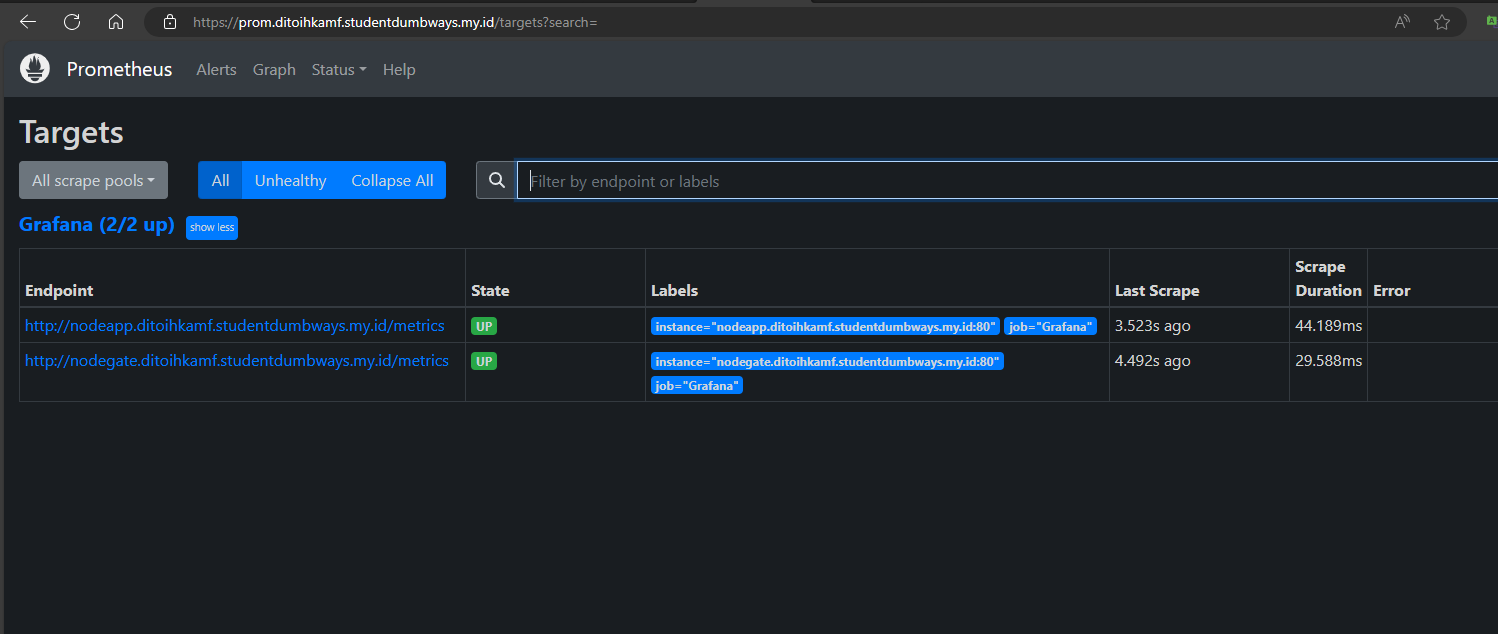 https://prom.ditoihkamf.studentdumbways.my.id/targets?search=
Prometheus Alerts Graph Status Help
Targets
All scrape pools All Unhealthy Collapse All Filter by endpoint or labels
Grafana (2/2 up) show less
Endpoint State Labels Last Scrape Scrape Duration Error
http://nodeapp.ditoihkamf.studentdumbways.my.id/metrics UP instance="nodeapp.ditoihkamf.studentdumbways.my.id:80" job="Grafana" 3.523s ago 44.189ms
http://nodegate.ditoihkamf.studentdumbways.my.id/metrics UP instance="nodegate.ditoihkamf.studentdumbways.my.id:80" 4.492s ago 29.588ms
job="Grafana"